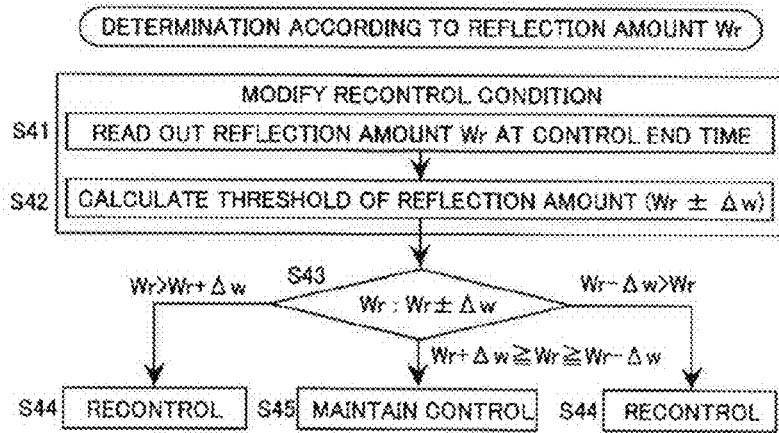 DETERMINATION ACCORDING TO REFLECTION AMOUNT Wr
MODIFY RECONTROL CONDITION
S41 READ OUT REFLECTION AMOUNT Wr AT CONTROL END TIME
S42 CALCULATE THRESHOLD OF REFLECTION AMOUNT (Wr ± Δw)
S43
Wr>Wr+Δw
Wr-Δw>Wr
Wr : Wr± Δw
Wr+Δw≧Wr≧Wr-Δw
S44 RECONTROL S45 MAINTAIN CONTROL S44 RECONTROL